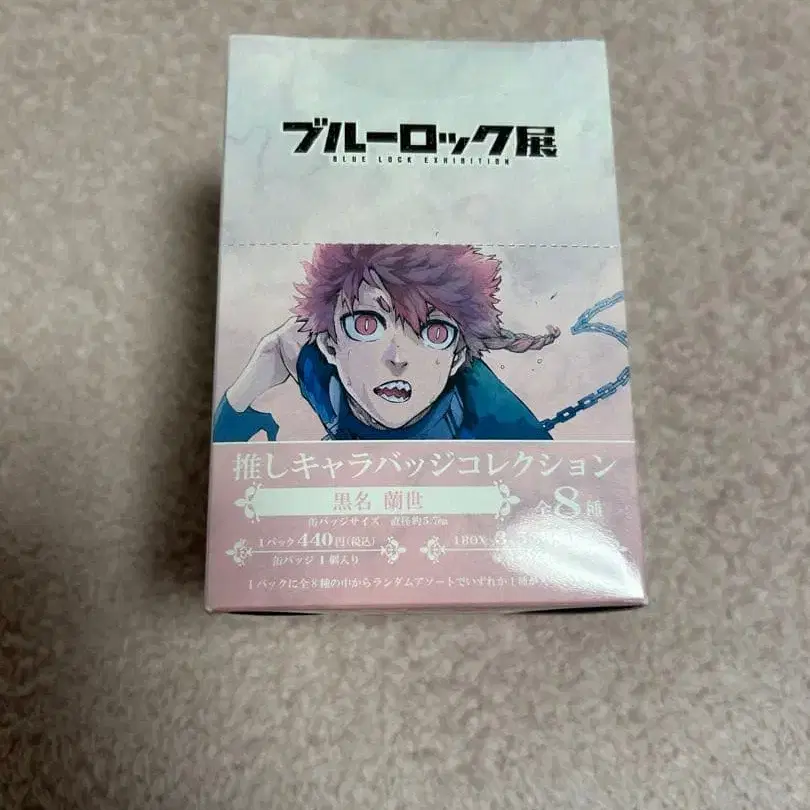 ブルーロック展
BLUE LOCK EXHIBITION
推しキャラバッジコレクション
黒名 蘭世
全8種
缶バッジサイズ 直径約5.7cm
1パック440円(税込)
1BOX
缶バッジ 1個入り
1パックに全8種の中からランダムアソートでいずれか1種が